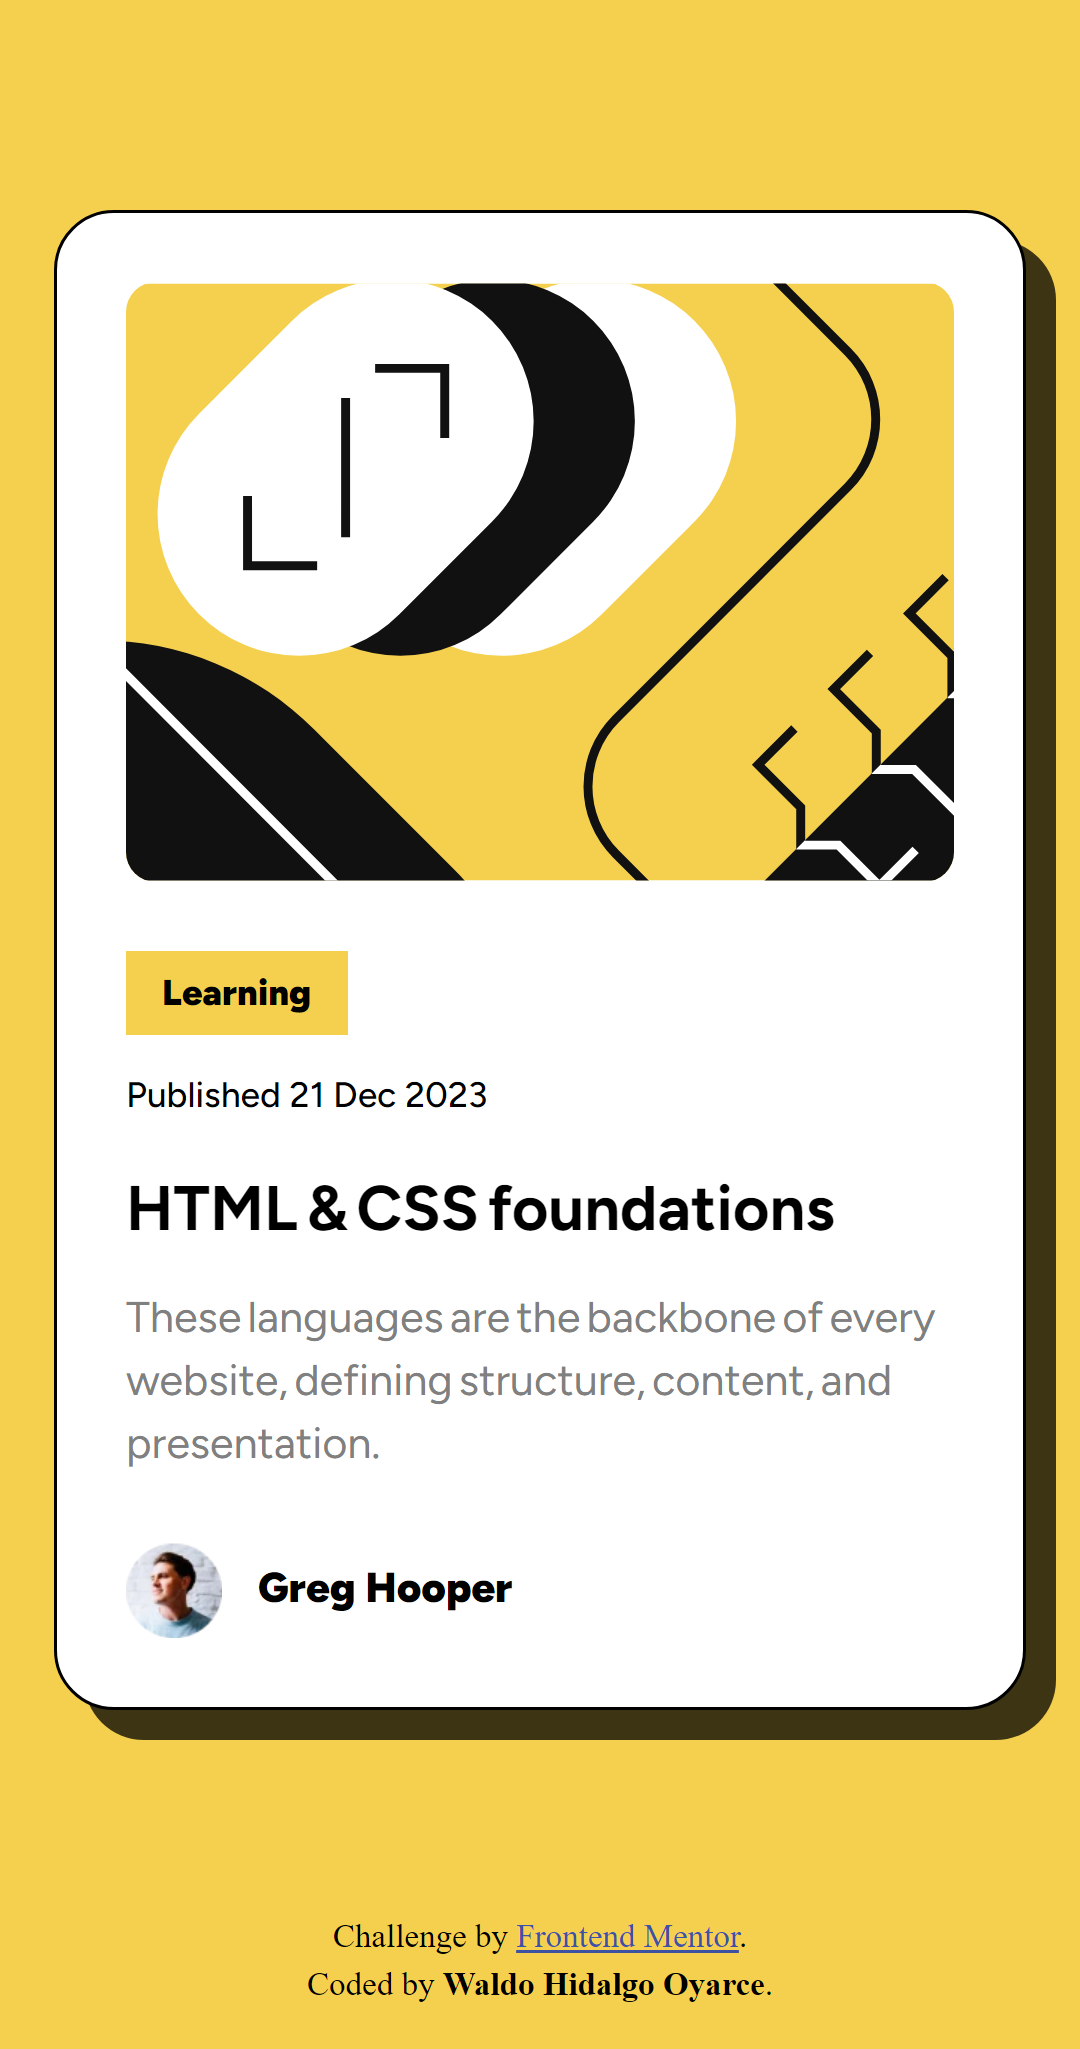 Learning
Published 21 Dec 2023
HTML & CSS foundations
These languages are the backbone of every
website, defining structure, content, and
presentation.
Greg Hooper
Challenge by Frontend Mentor.
Coded by Waldo Hidalgo Oyarce.